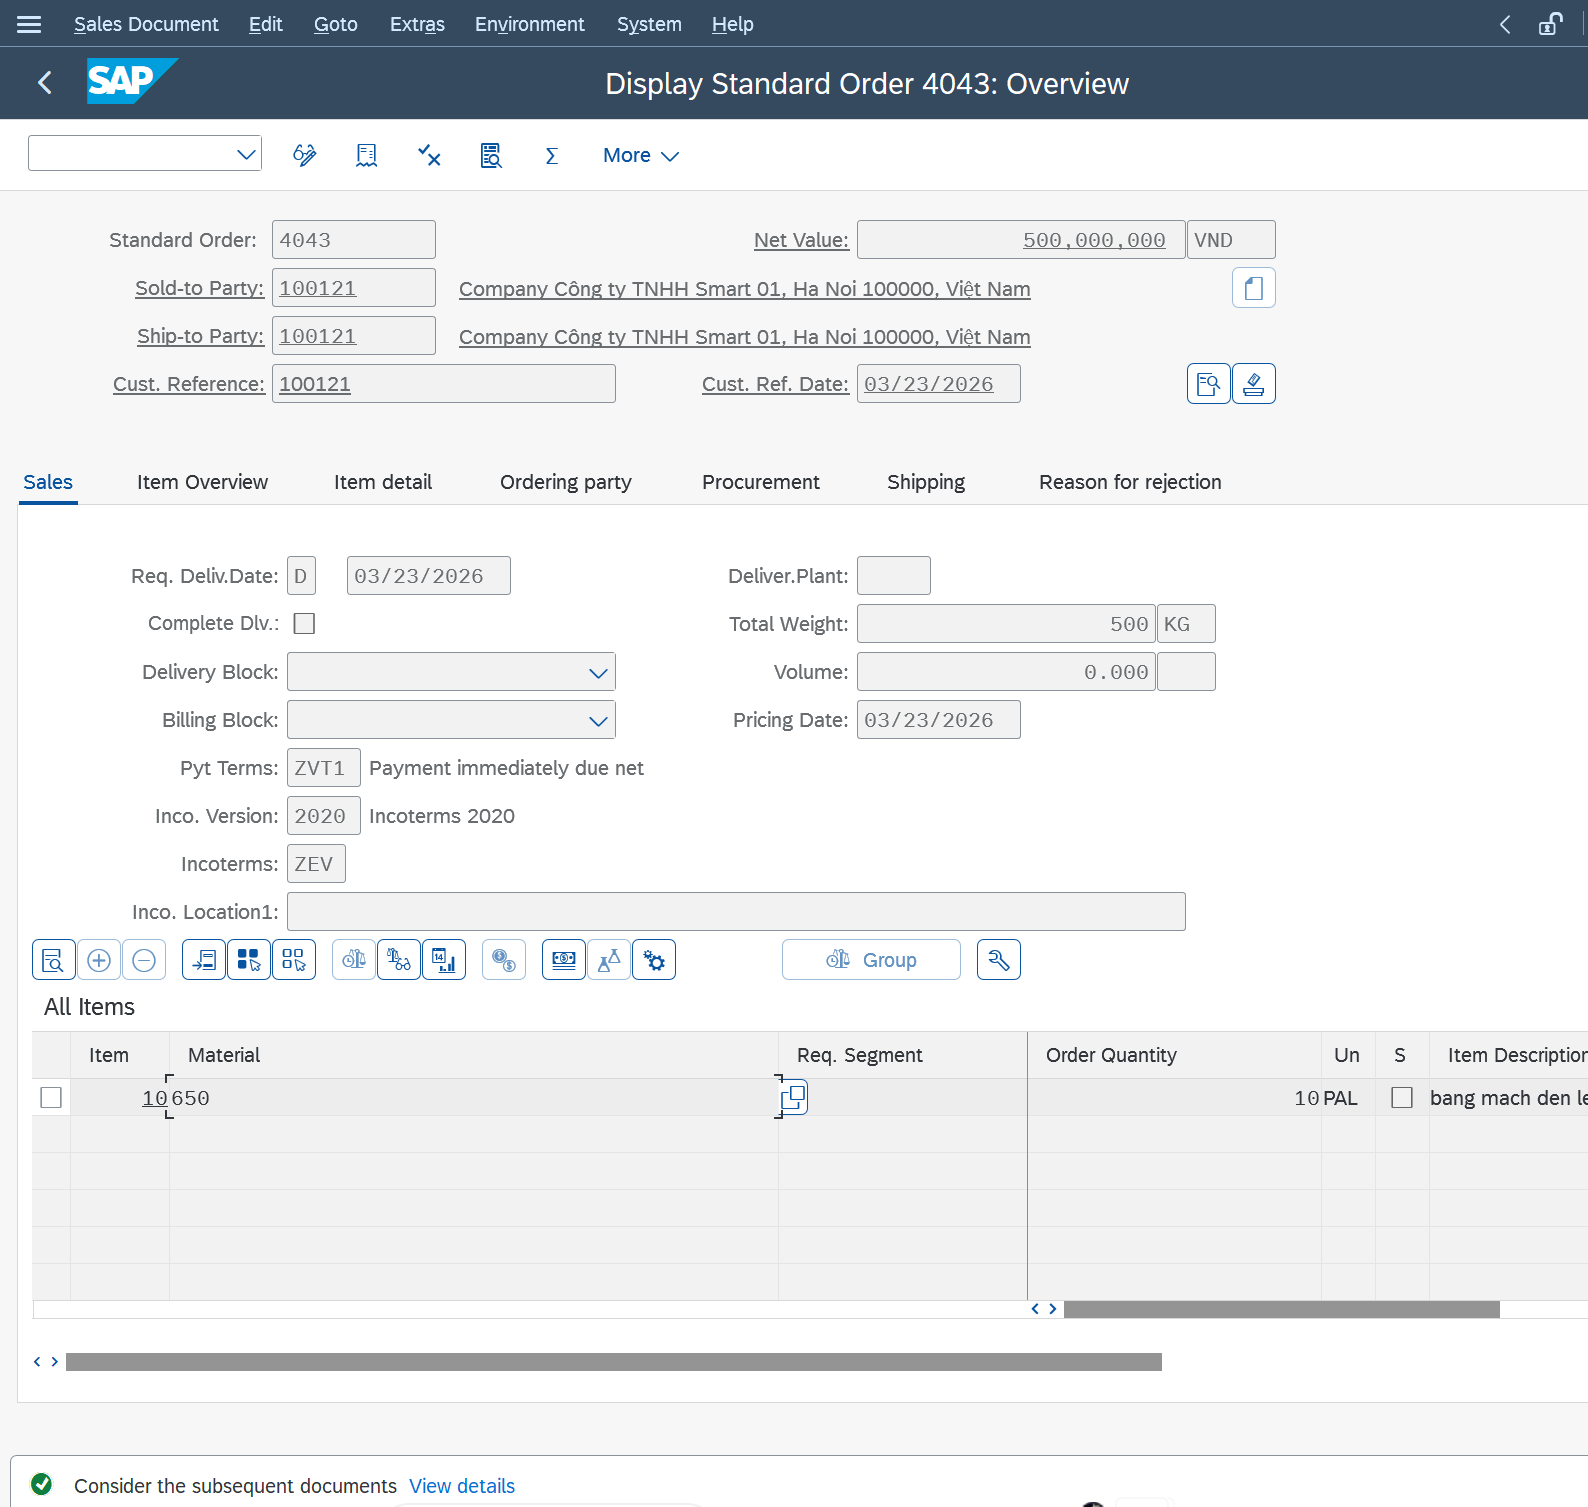 Sales Document Edit Goto Extras Environment System Help
SAP Display Standard Order 4043: Overview
More
Standard Order: 4043 Net Value: 500,000,000 VND
Sold-to Party: 100121 Company Công ty TNHH Smart 01, Ha Noi 100000, Việt Nam
Ship-to Party: 100121 Company Công ty TNHH Smart 01, Ha Noi 100000, Việt Nam
Cust. Reference: 100121 Cust. Ref. Date: 03/23/2026
Sales Item Overview Item detail Ordering party Procurement Shipping Reason for rejection
Req. Deliv.Date: D 03/23/2026 Deliver.Plant:
Complete Dlv.: Total Weight: 500 KG
Delivery Block: Volume: 0.000
Billing Block: Pricing Date: 03/23/2026
Pyt Terms: ZVT1 Payment immediately due net
Inco. Version: 2020 Incoterms 2020
Incoterms: ZEV
Inco. Location1:
Group
All Items
Item Material Req. Segment Order Quantity Un S Item Description
10 650 10 PAL bang mach den le
Consider the subsequent documents View details